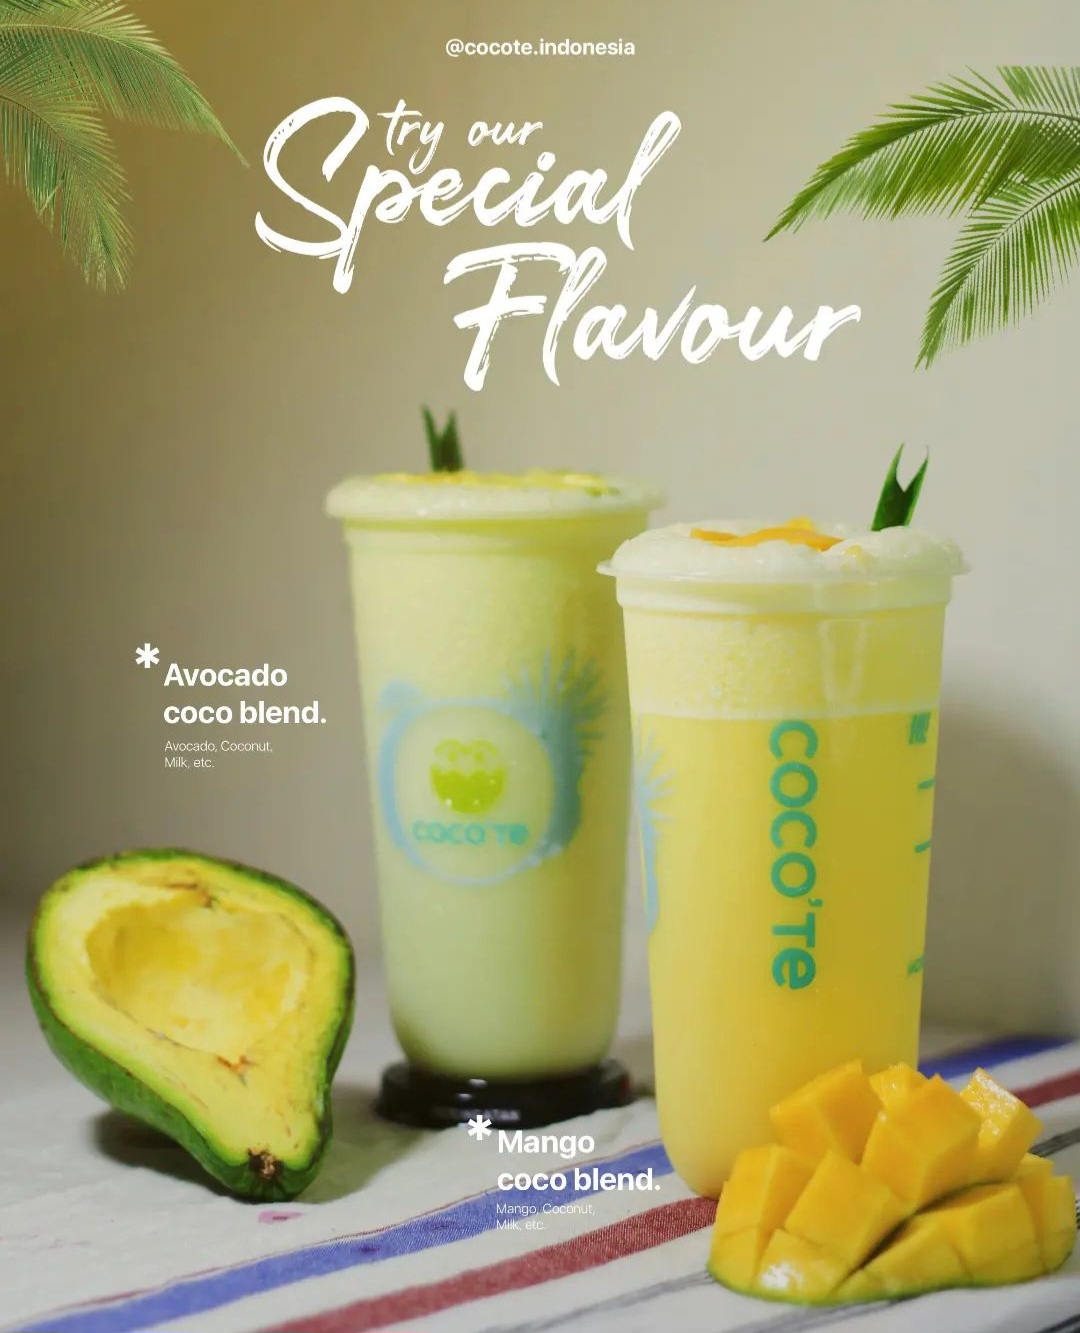 @cocote.indonesia
try our
Special
Flavour
* Avocado
coco blend.
Avocado, Coconut,
Milk, etc.
COCO'Te
COCO'Te
* Mango
coco blend.
Mango, Coconut,
Milk, etc.